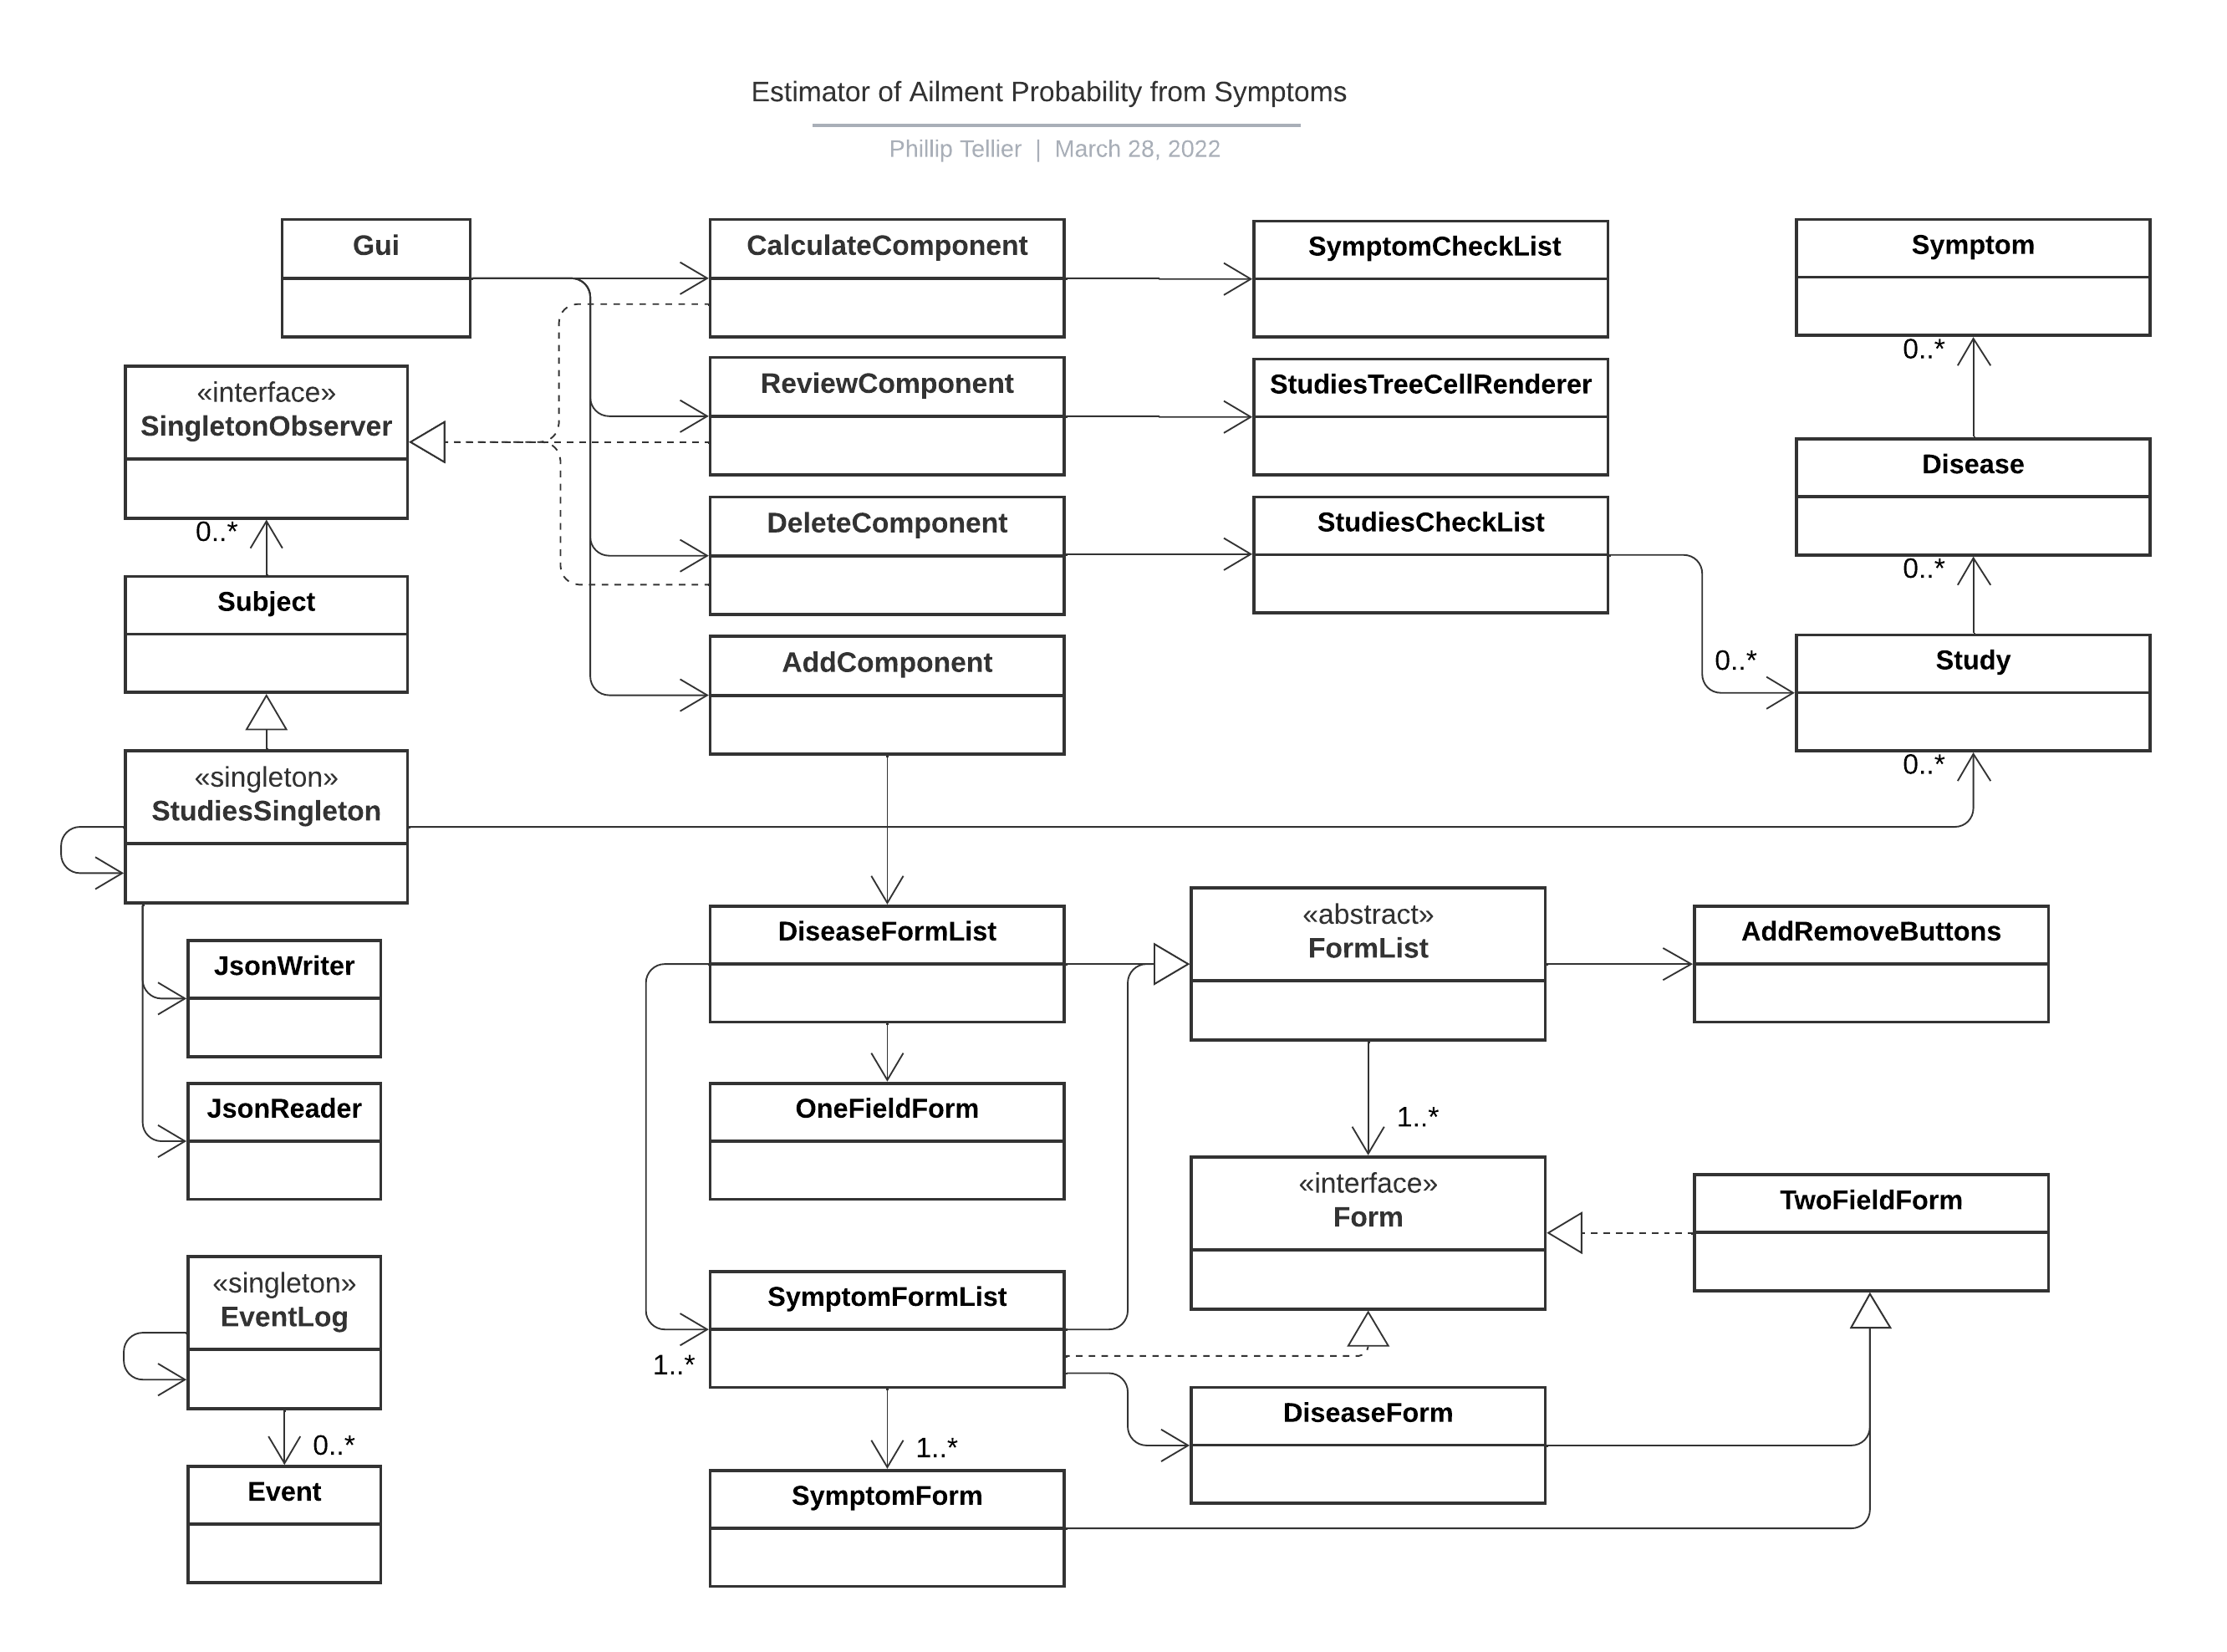 Estimator of Ailment Probability from Symptoms
Phillip Tellier | March 28, 2022
Gui
CalculateComponent
SymptomCheckList
Symptom
0..*
«interface»
SingletonObserver
0..*
ReviewComponent
StudiesTreeCellRenderer
Disease
0..*
DeleteComponent
StudiesCheckList
0..*
Subject
AddComponent
Study
0..*
«singleton»
StudiesSingleton
JsonWriter
JsonReader
DiseaseFormList
«abstract»
FormList
AddRemoveButtons
OneFieldForm
1..*
«interface»
Form
TwoFieldForm
«singleton»
EventLog
0..*
Event
SymptomFormList
1..*
1..*
DiseaseForm
SymptomForm